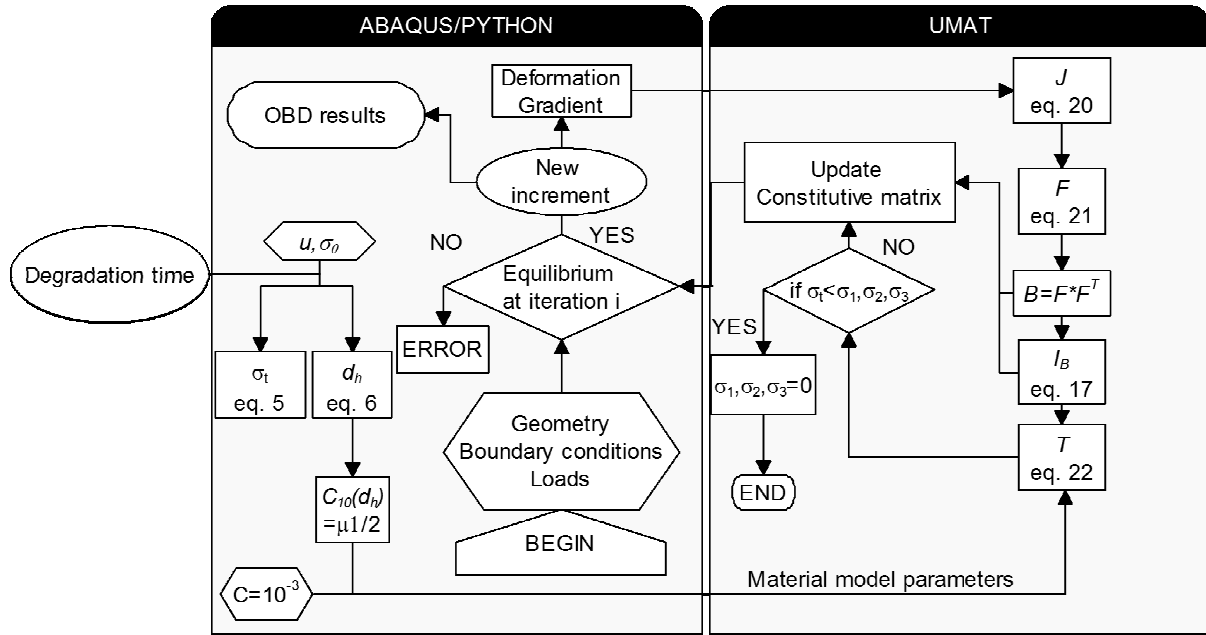 ABAQUS/PYTHON
UMAT
Deformation
Gradient
OBD results
New
increment
J
eq. 20
Update
Constitutive matrix
F
eq. 21
u, σ₀
Degradation time
NO
YES
Equilibrium
at iteration i
NO
if σₜ<σ₁,σ₂,σ₃
B=F*Fᵀ
ERROR
YES
σₜ
eq. 5
dₕ
eq. 6
σ₁,σ₂,σ₃=0
I_B
eq. 17
Geometry
Boundary conditions
Loads
T
eq. 22
C₁₀(dₕ)
=μ1/2
END
BEGIN
C=10⁻³
Material model parameters